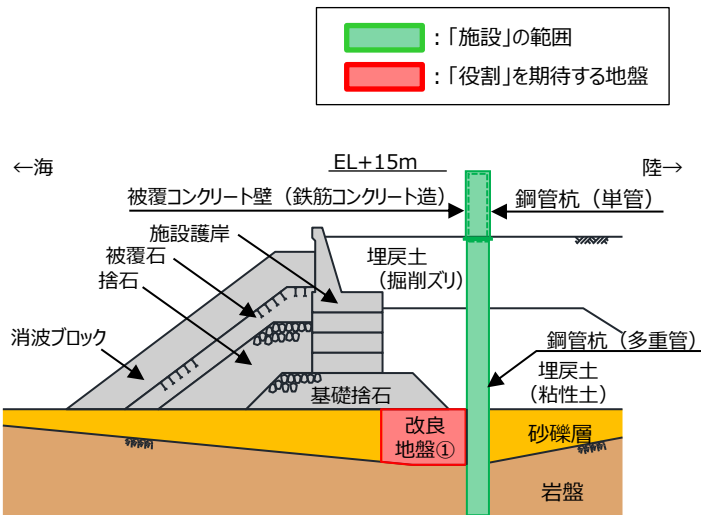 ：「施設」の範囲
：「役割」を期待する地盤
←海
EL+15m
陸→
被覆コンクリート壁（鉄筋コンクリート造）
鋼管杭（単管）
施設護岸
被覆石
捨石
埋戻土
（掘削ズリ）
消波ブロック
鋼管杭（多重管）
埋戻土
（粘性土）
基礎捨石
改良
地盤①
砂礫層
岩盤